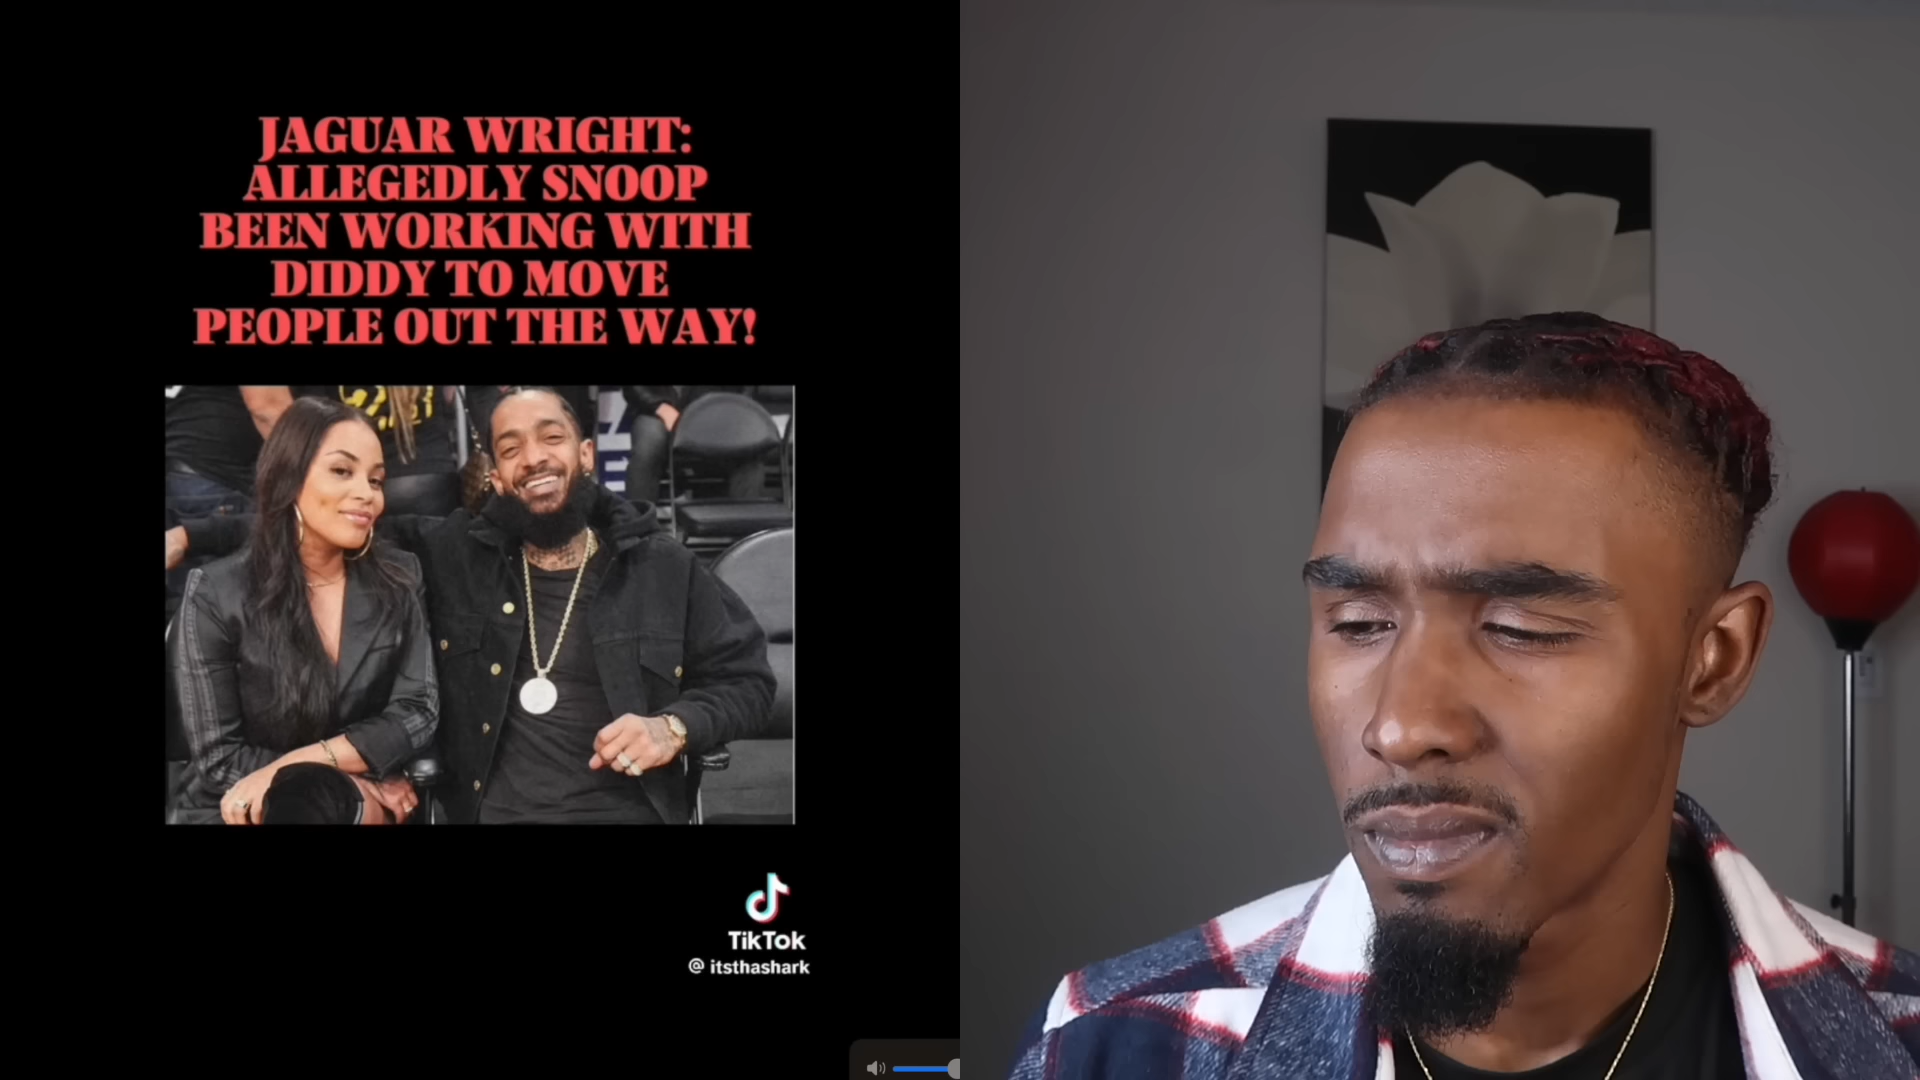 JAGUAR WRIGHT:
ALLEGEDLY SNOOP
BEEN WORKING WITH
DIDDY TO MOVE
PEOPLE OUT THE WAY!
TikTok
@ itsthashark